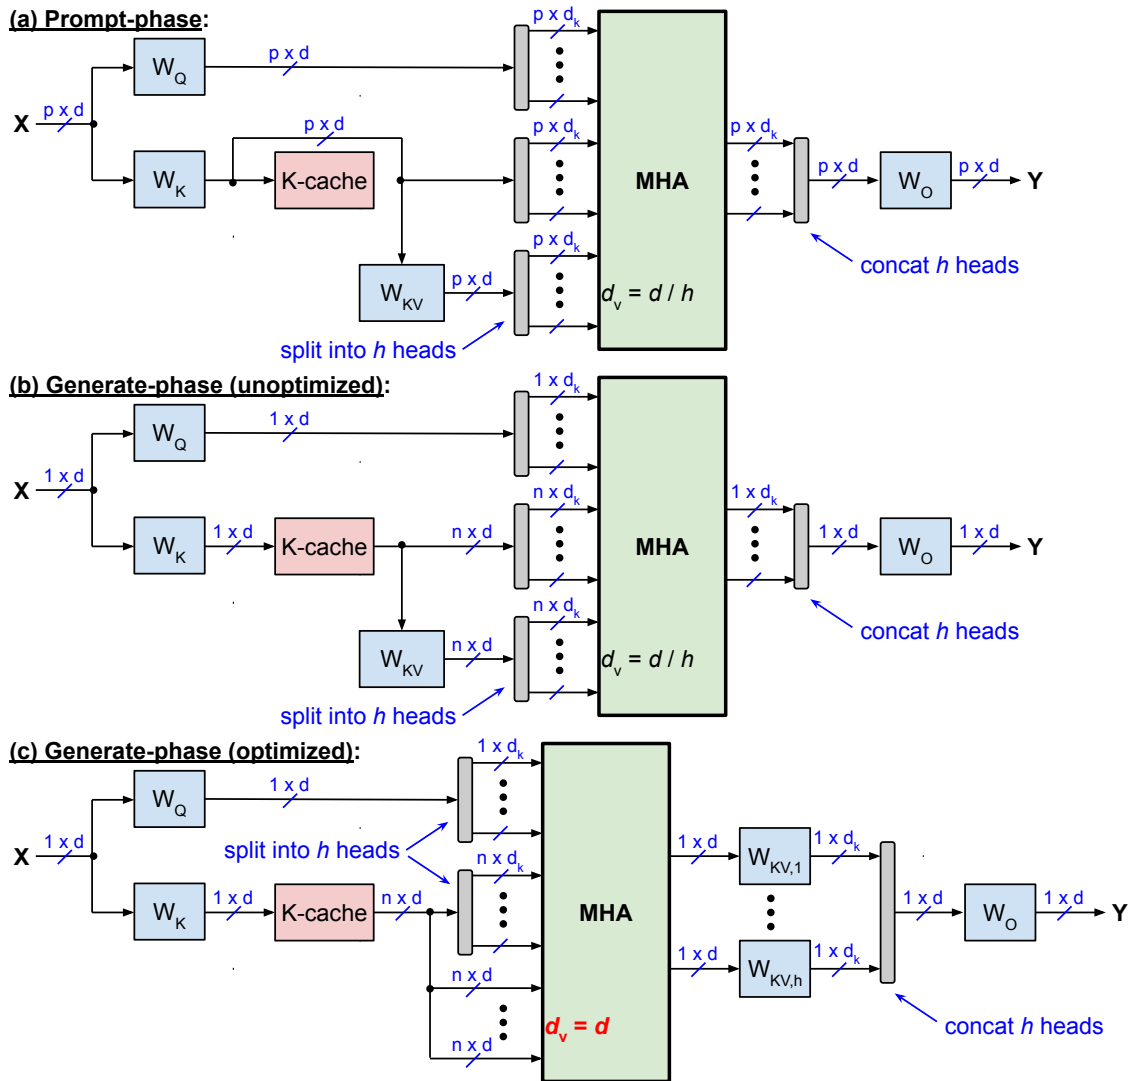 (a) Prompt-phase:
p x d
p x d_k
W_Q
X
p x d
p x d
p x d_k
p x d_k
W_K
K-cache
MHA
p x d
W_O
p x d
Y
p x d_k
concat h heads
W_KV
p x d
d_v = d / h
split into h heads
(b) Generate-phase (unoptimized):
1 x d_k
W_Q
1 x d
X
1 x d
n x d_k
1 x d_k
W_K
1 x d
K-cache
n x d
MHA
1 x d
W_O
1 x d
Y
n x d_k
concat h heads
W_KV
n x d
d_v = d / h
split into h heads
(c) Generate-phase (optimized):
1 x d_k
W_Q
1 x d
X
1 x d
split into h heads
n x d_k
1 x d
W_KV,1
1 x d_k
W_K
1 x d
K-cache
n x d
MHA
1 x d
W_O
1 x d
Y
1 x d
W_KV,h
1 x d_k
n x d
d_v = d
concat h heads
n x d